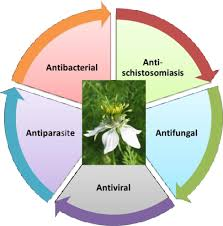 Antibacterial
Anti-
schistosomiasis
Antiparasite
Antifungal
Antiviral